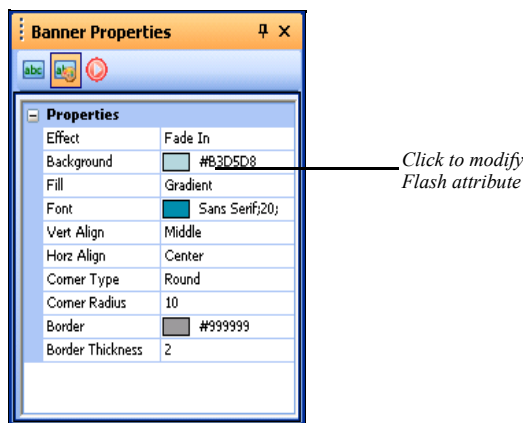 Banner Properties
abc
Properties
Effect Fade In
Background #B3D5D8
Click to modify
Flash attribute
Fill Gradient
Font Sans Serif;20;
Vert Align Middle
Horz Align Center
Corner Type Round
Corner Radius 10
Border #999999
Border Thickness 2